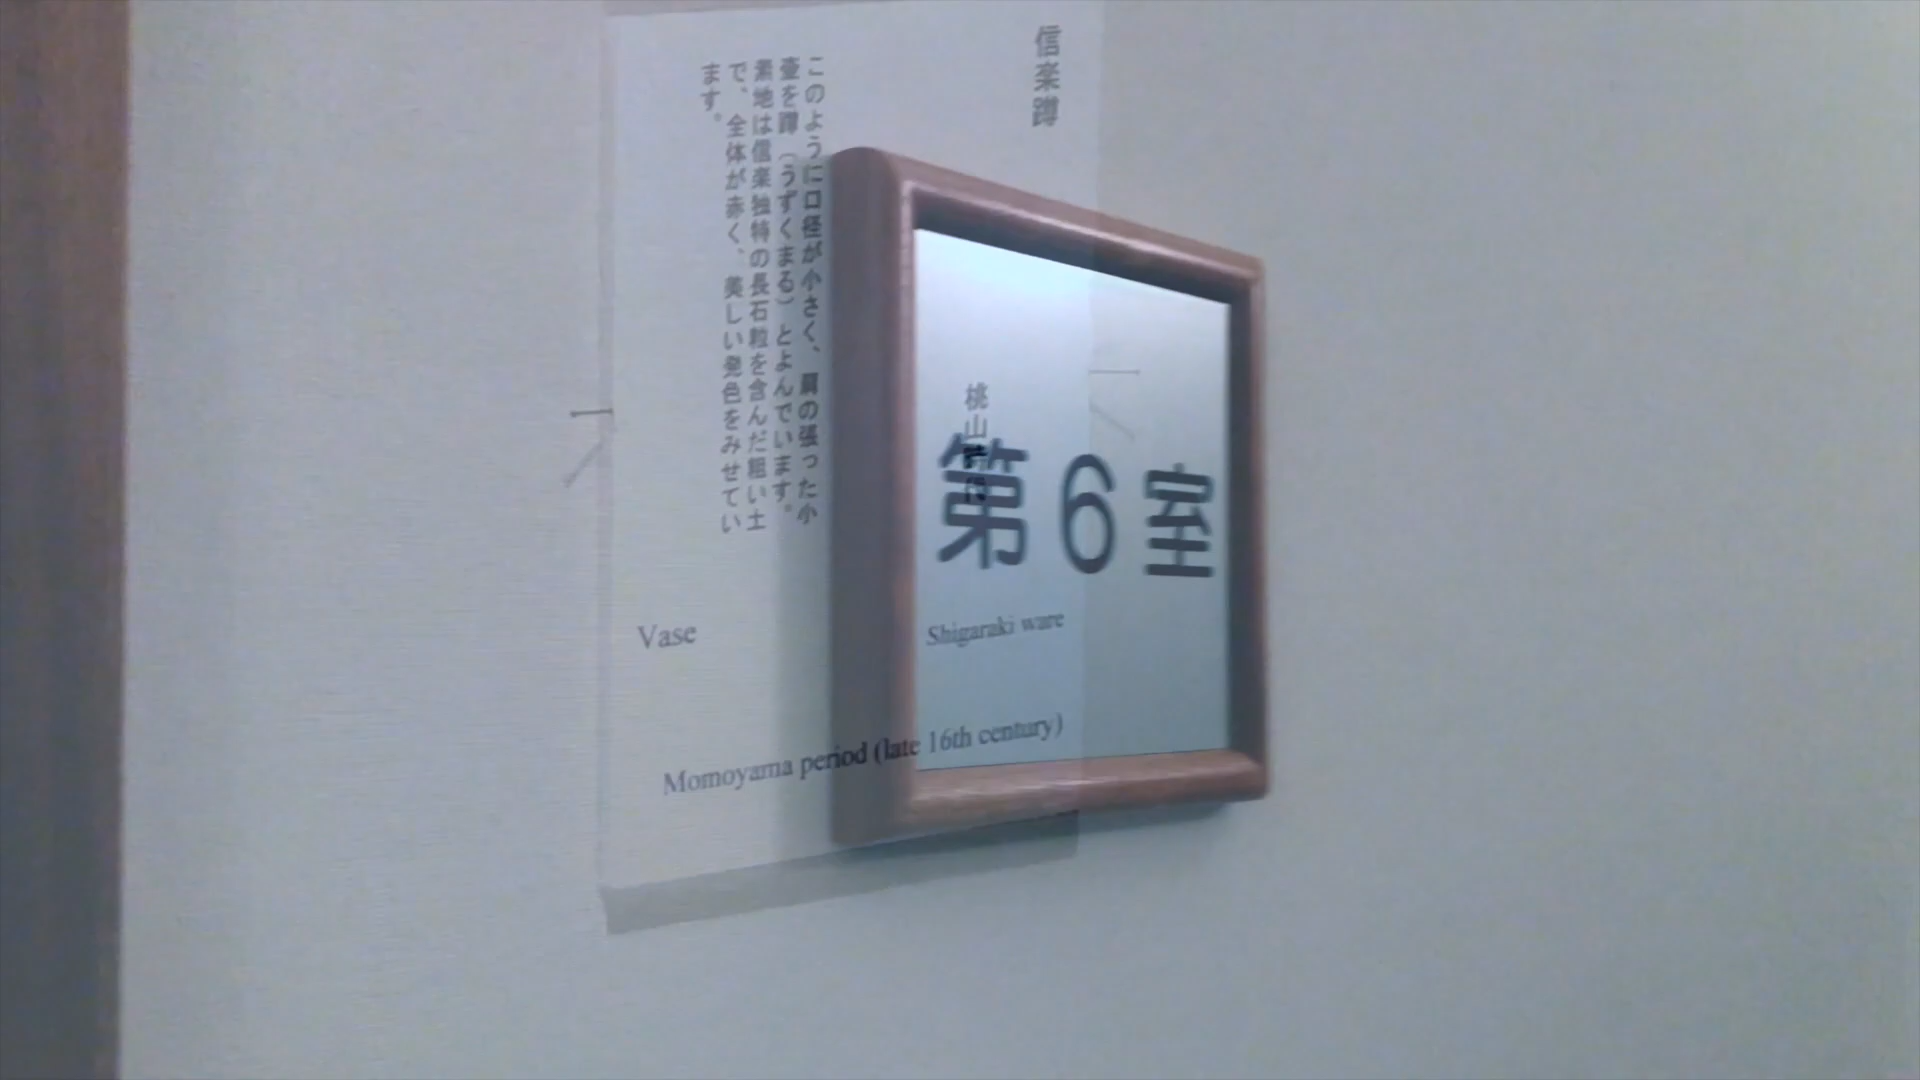 信楽蹲
桃山時代
このように口径が小さく、肩の張った小
壷を蹲（うずくまる）とよんでいます。
素地は信楽独特の長石粒を含んだ粗い土
で、全体が赤く、美しい発色をみせてい
ます。
Vase
Shigaraki ware
Momoyama period (late 16th century)
第6室